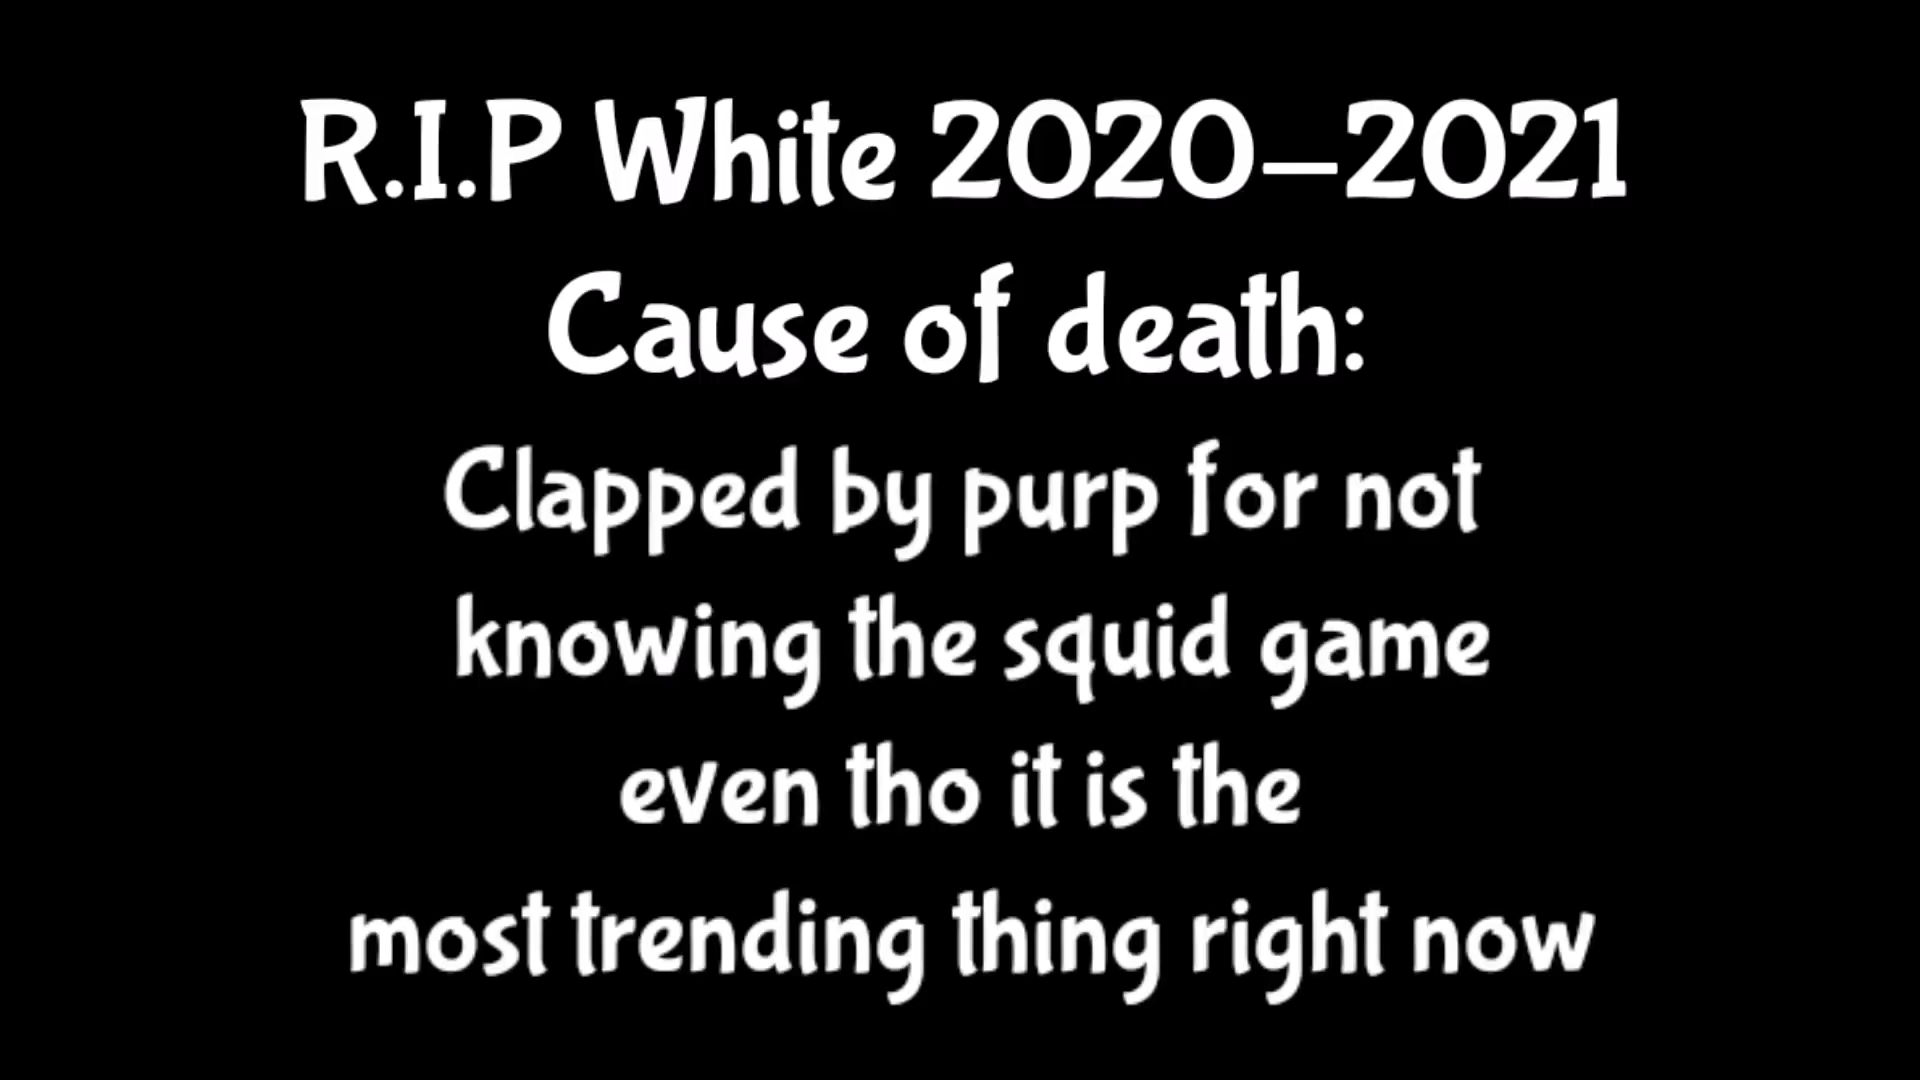 R.I.P White 2020-2021
Cause of death:
Clapped by purp for not
knowing the squid game
even tho it is the
most trending thing right now